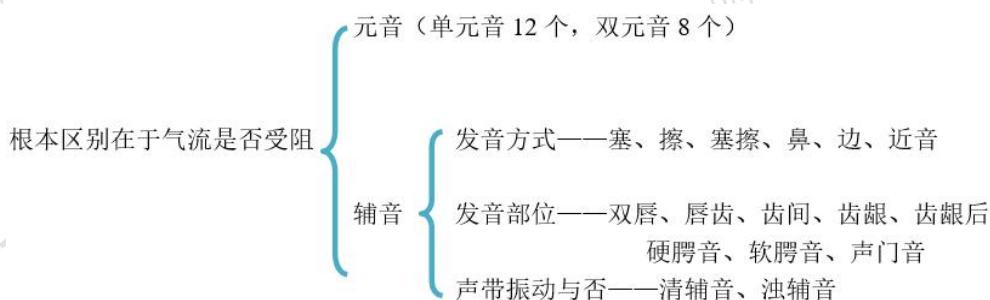 元音（单元音 12 个，双元音 8 个）
根本区别在于气流是否受阻
发音方式——塞、擦、塞擦、鼻、边、近音
辅音
发音部位——双唇、唇齿、齿间、齿龈、齿龈后
硬腭音、软腭音、声门音
声带振动与否——清辅音、浊辅音